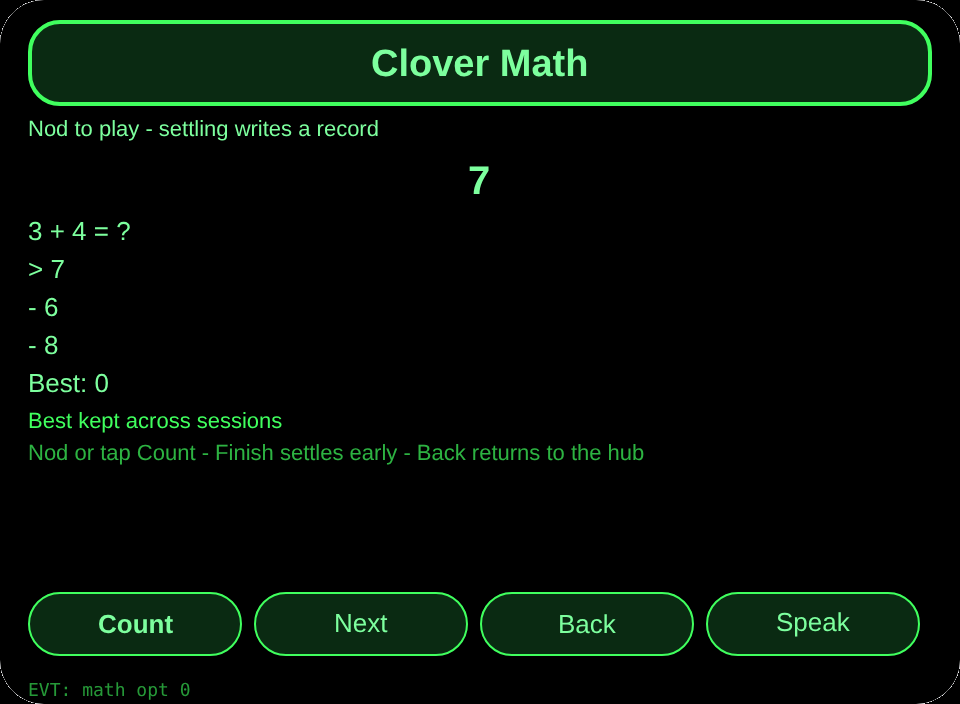 Clover Math
Nod to play - settling writes a record
7
3 + 4 = ?
> 7
- 6
- 8
Best: 0
Best kept across sessions
Nod or tap Count - Finish settles early - Back returns to the hub
Count
Next
Back
Speak
EVT: math opt 0